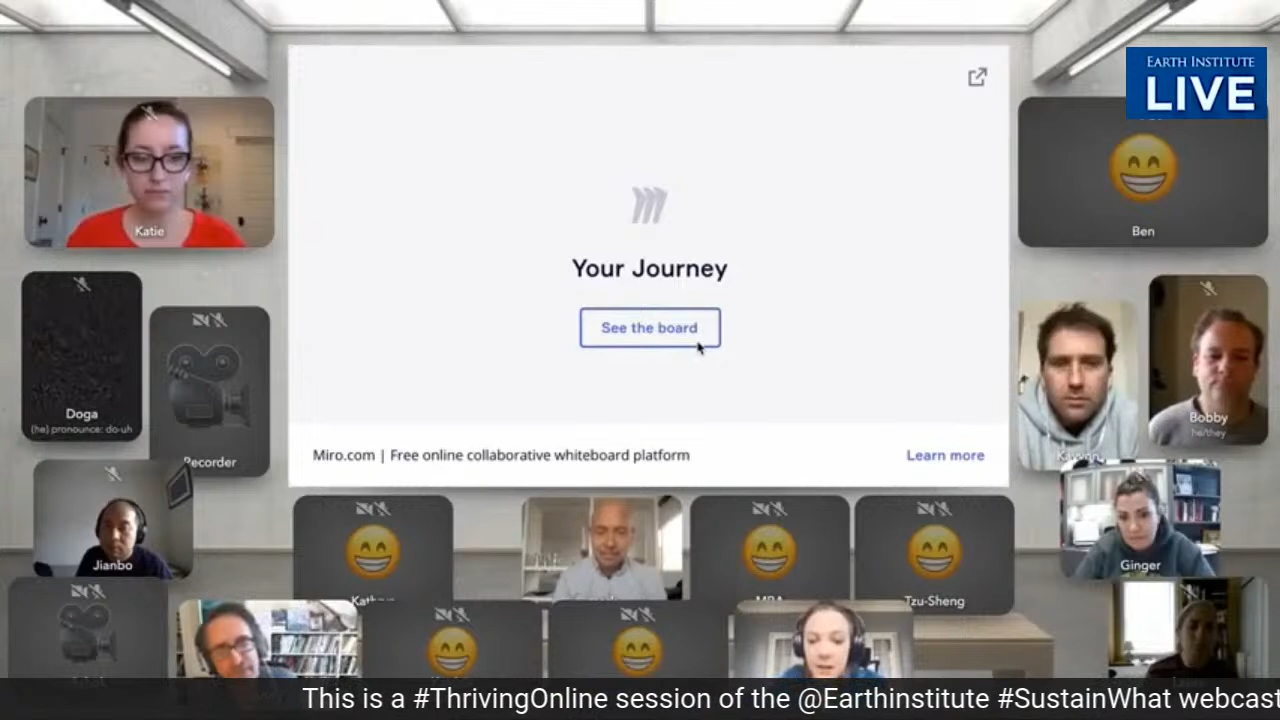 EARTH INSTITUTE
LIVE
Katie
Ben
Your Journey
See the board
Doga
(he) pronounce: do-uh
Recorder
Bobby
he/they
Miro.com | Free online collaborative whiteboard platform
Learn more
Jianbo
Ginger
MBA
Tzu-Sheng
This is a #ThrivingOnline session of the @Earthinstitute #SustainWhat webcast